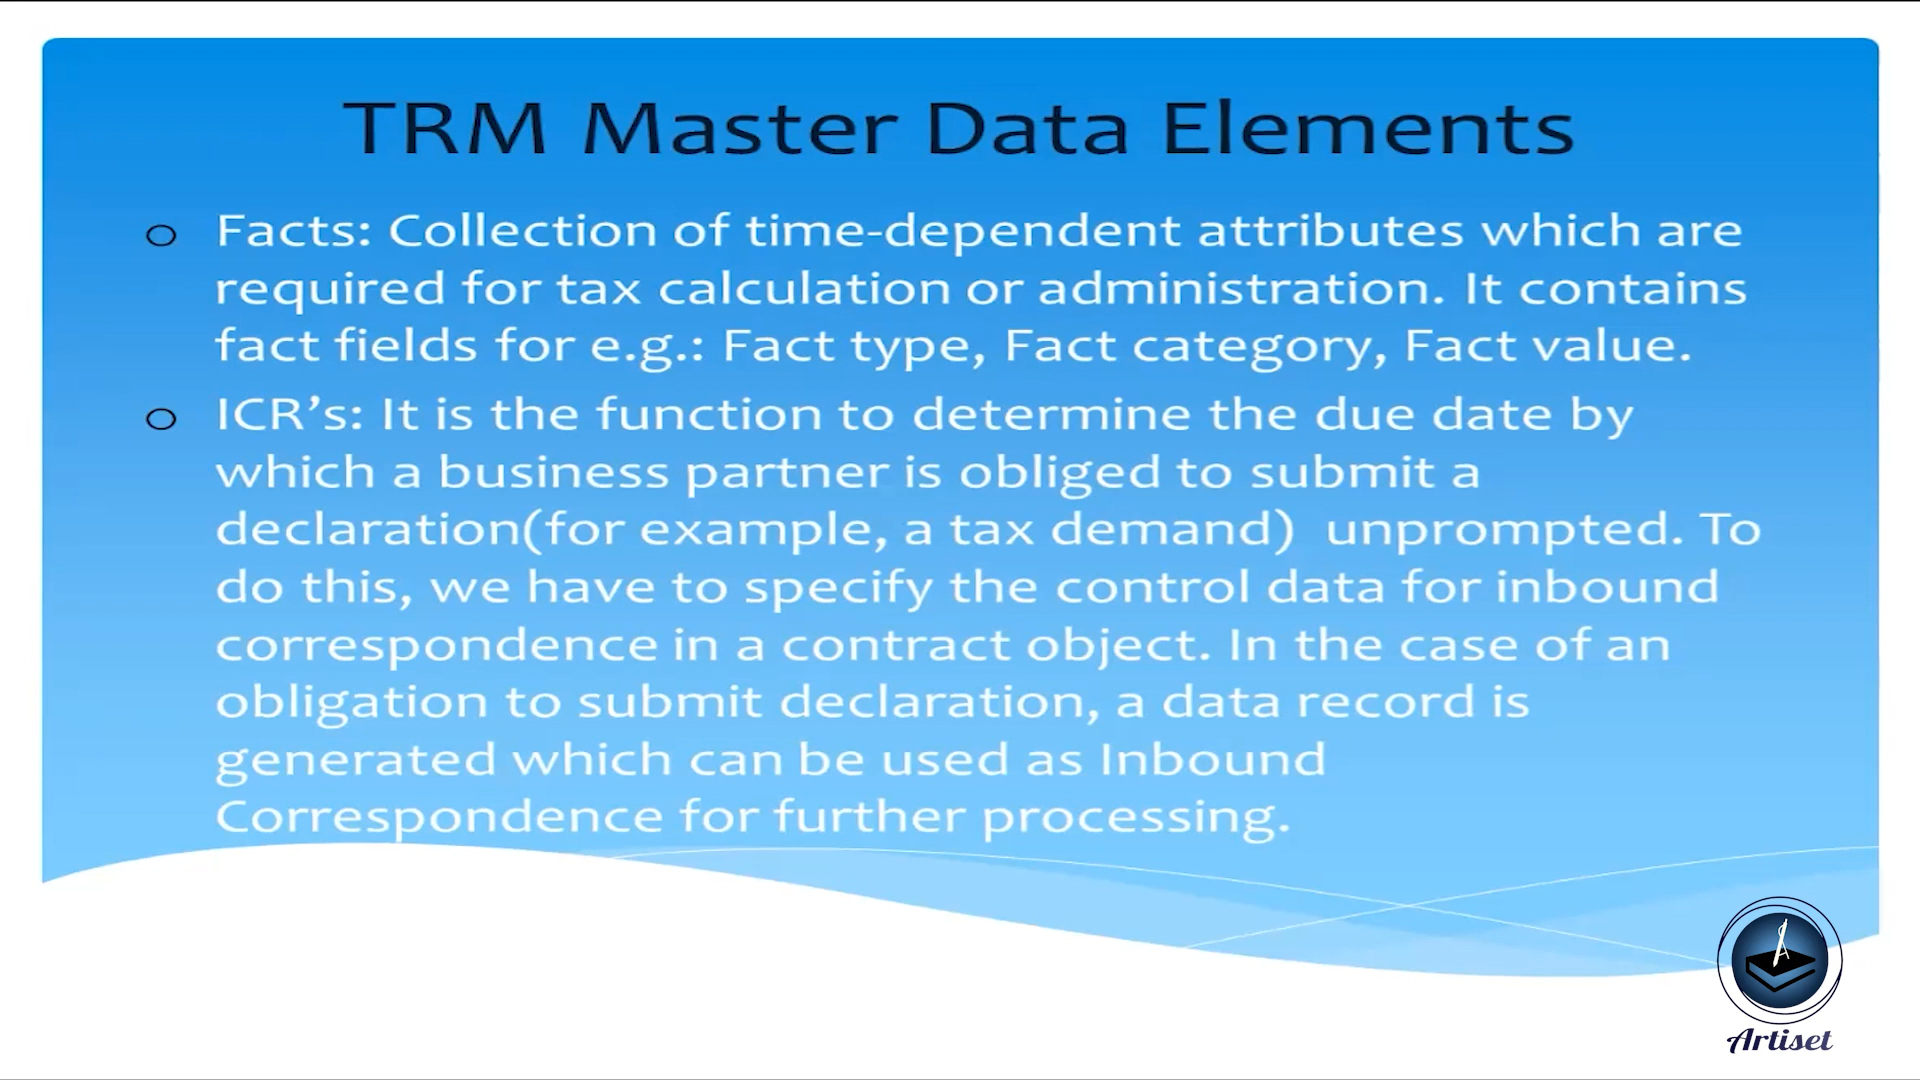 TRM Master Data Elements
o Facts: Collection of time-dependent attributes which are
required for tax calculation or administration. It contains
fact fields for e.g.: Fact type, Fact category, Fact value.
o ICR’s: It is the function to determine the due date by
which a business partner is obliged to submit a
declaration(for example, a tax demand)  unprompted. To
do this, we have to specify the control data for inbound
correspondence in a contract object. In the case of an
obligation to submit declaration, a data record is
generated which can be used as Inbound
Correspondence for further processing.
Artiset